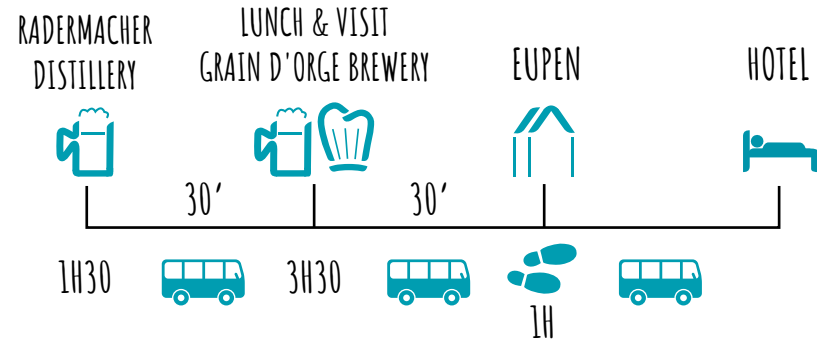 RADERMACHER
DISTILLERY
LUNCH & VISIT
GRAIN D'ORGE BREWERY
EUPEN
HOTEL
30'
30'
1H30
3H30
1H